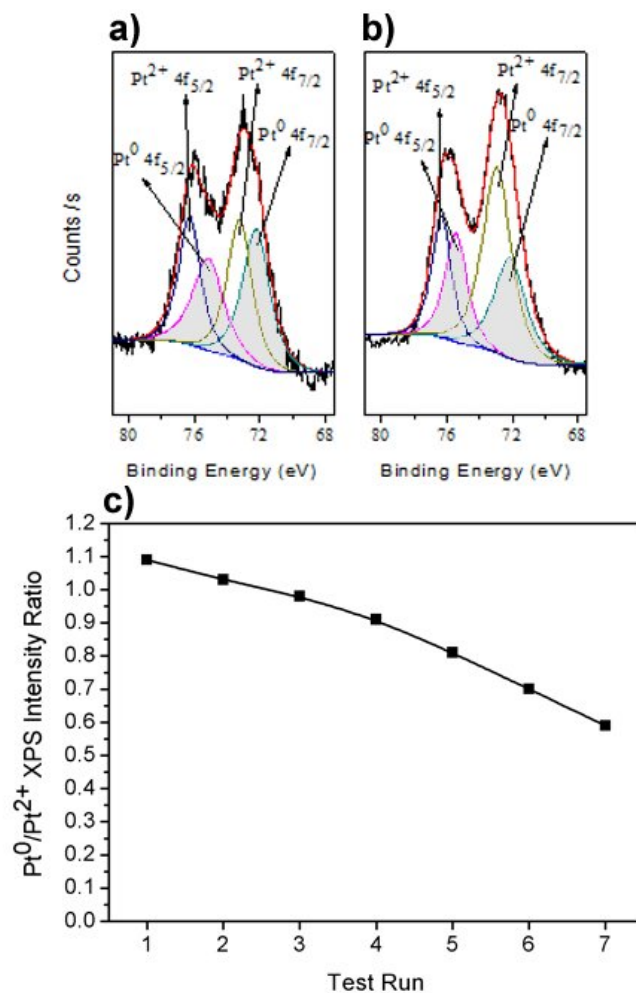 a)
b)
Pt²⁺ 4f₅/₂
Pt²⁺ 4f₇/₂
Pt⁰ 4f₅/₂
Pt⁰ 4f₇/₂
Pt²⁺ 4f₅/₂
Pt²⁺ 4f₇/₂
Pt⁰ 4f₅/₂
Pt⁰ 4f₇/₂
Counts / s
80 76 72 68
80 76 72 68
Binding Energy (eV)
Binding Energy (eV)
c)
Pt⁰/Pt²⁺ XPS Intensity Ratio
1.2
1.1
1.0
0.9
0.8
0.7
0.6
0.5
0.4
0.3
0.2
0.1
0.0
1 2 3 4 5 6 7
Test Run